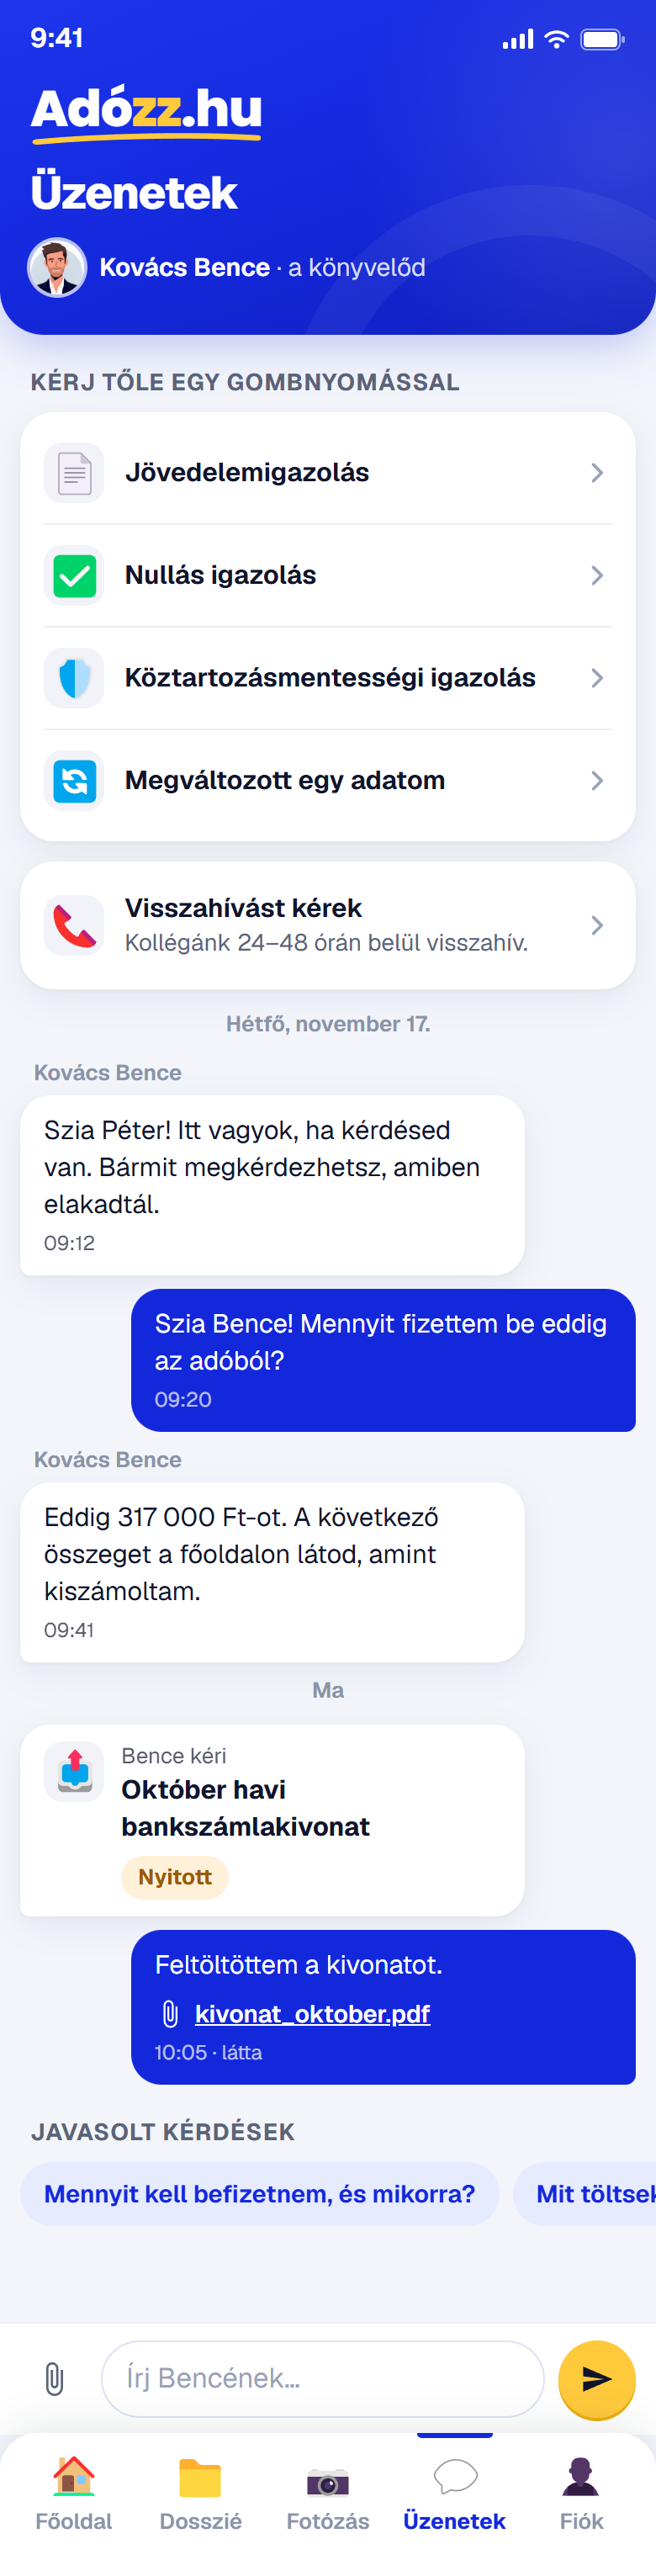 9:41
Adózz.hu
Üzenetek
Kovács Bence · a könyvelőd
KÉRJ TŐLE EGY GOMBNYOMÁSSAL
Jövedelemigazolás
Nullás igazolás
Köztartozásmentességi igazolás
Megváltozott egy adatom
Visszahívást kérek
Kollégánk 24–48 órán belül visszahív.
Hétfő, november 17.
Kovács Bence
Szia Péter! Itt vagyok, ha kérdésed
van. Bármit megkérdezhetsz, amiben
elakadtál.
09:12
Szia Bence! Mennyit fizettem be eddig
az adóból?
09:20
Kovács Bence
Eddig 317 000 Ft-ot. A következő
összeget a főoldalon látod, amint
kiszámoltam.
09:41
Ma
Bence kéri
Október havi
bankszámlakivonat
Nyitott
Feltöltöttem a kivonatot.
kivonat_oktober.pdf
10:05 · látta
JAVASOLT KÉRDÉSEK
Mennyit kell befizetnem, és mikorra?
Mit töltsek
Írj Bencének...
Főoldal
Dosszié
Fotózás
Üzenetek
Fiók